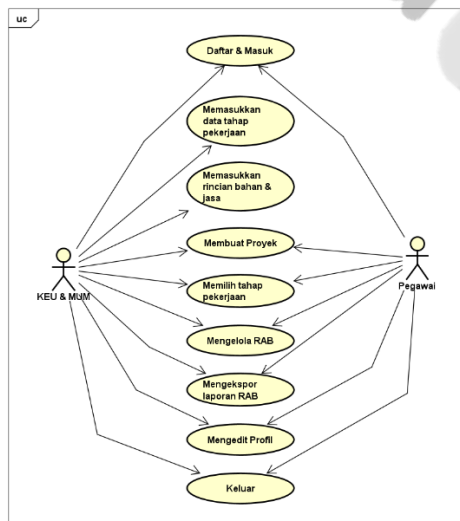 uc
Daftar & Masuk
Memasukkan
data tahap
pekerjaan
Memasukkan
rincian bahan &
jasa
Membuat Proyek
KEU & MUM
Pegawai
Memilih tahap
pekerjaan
Mengelola RAB
Mengekspor
laporan RAB
Mengedit Profil
Keluar